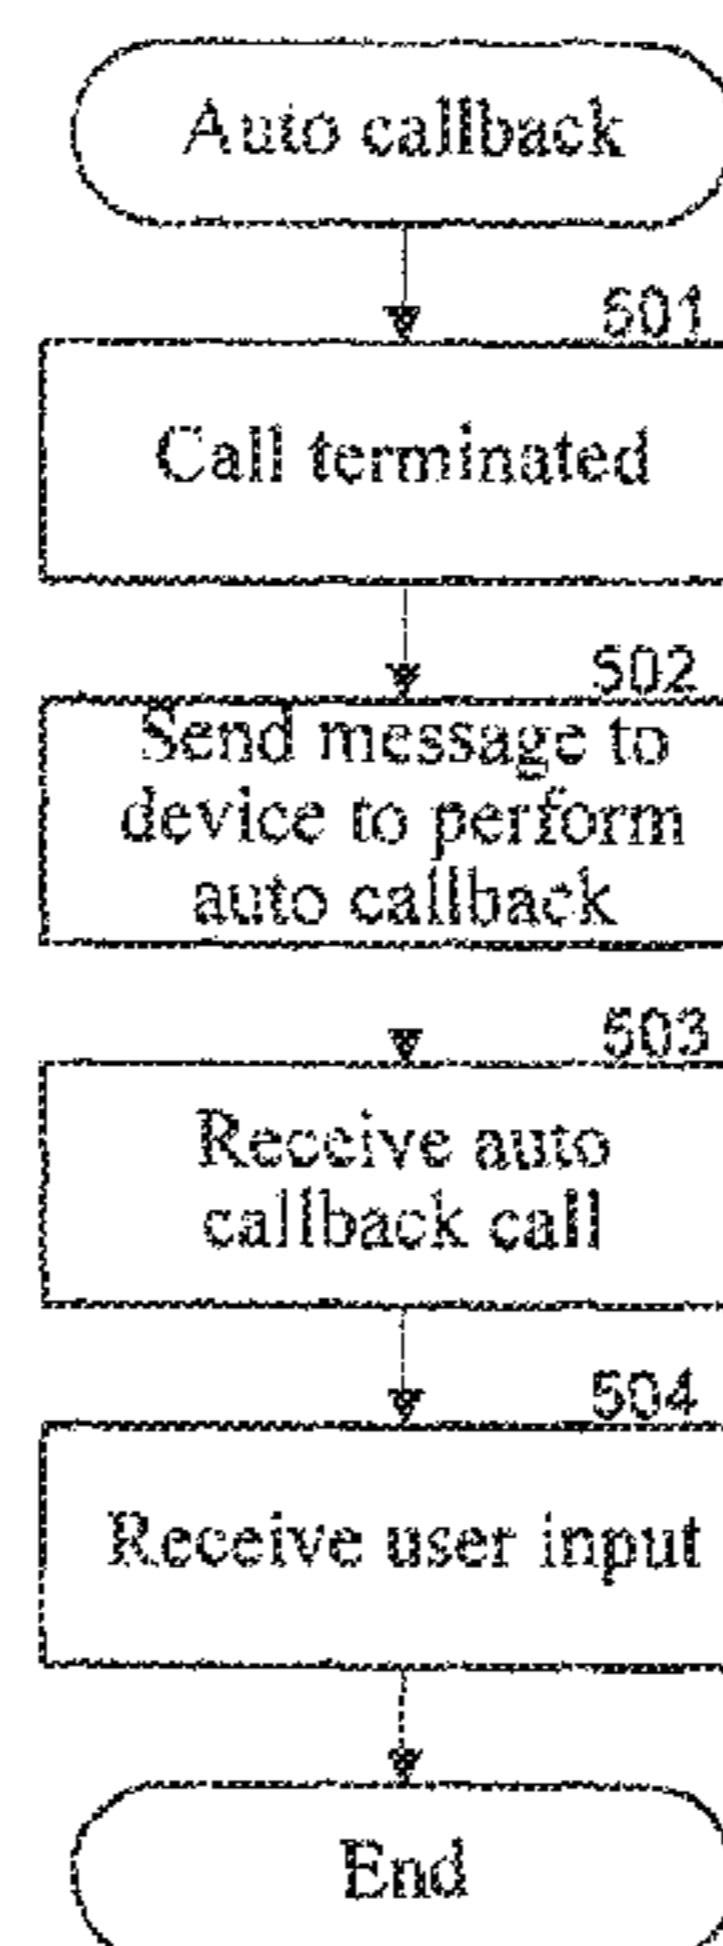 Auto callback
501
Call terminated
502
Send message to
device to perform
auto callback
503
Receive auto
callback call
504
Receive user input
End